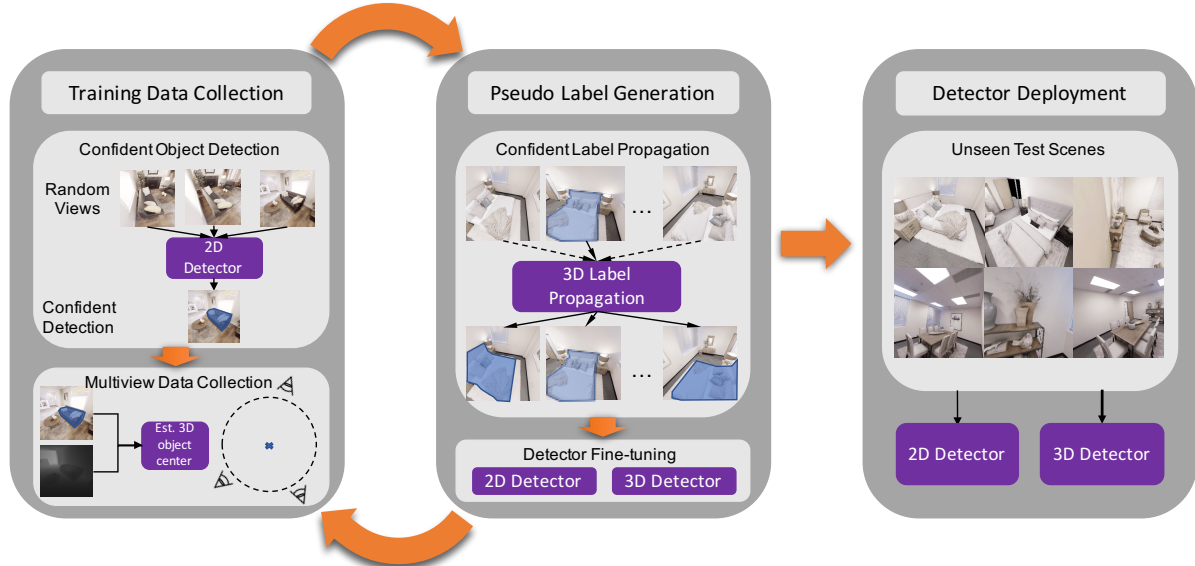 Training Data Collection
Confident Object Detection
Random
Views
2D
Detector
Confident
Detection
Multiview Data Collection
Est. 3D
object
center
Pseudo Label Generation
Confident Label Propagation
...
3D Label
Propagation
...
Detector Fine-tuning
2D Detector
3D Detector
Detector Deployment
Unseen Test Scenes
2D Detector
3D Detector